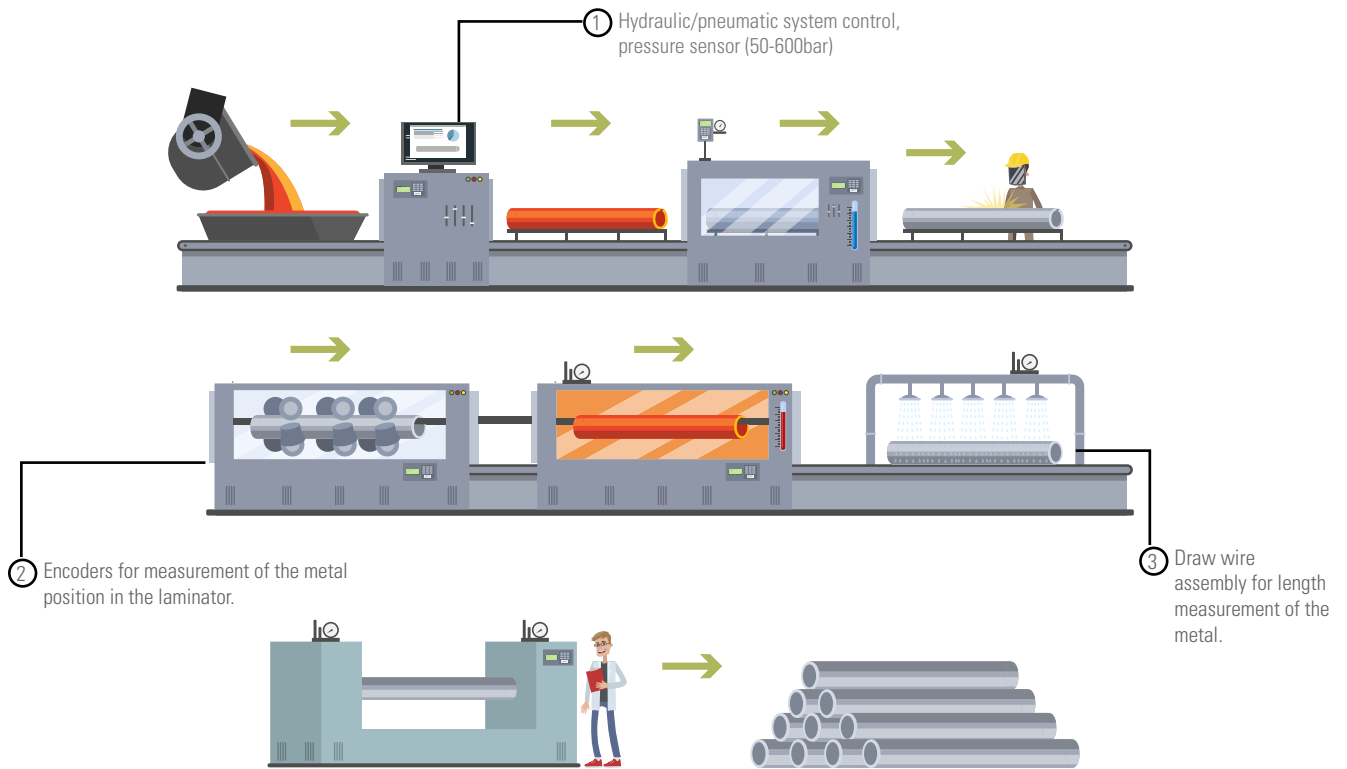 1 Hydraulic/pneumatic system control,
pressure sensor (50-600bar)
2 Encoders for measurement of the metal
position in the laminator.
3 Draw wire
assembly for length
measurement of the
metal.